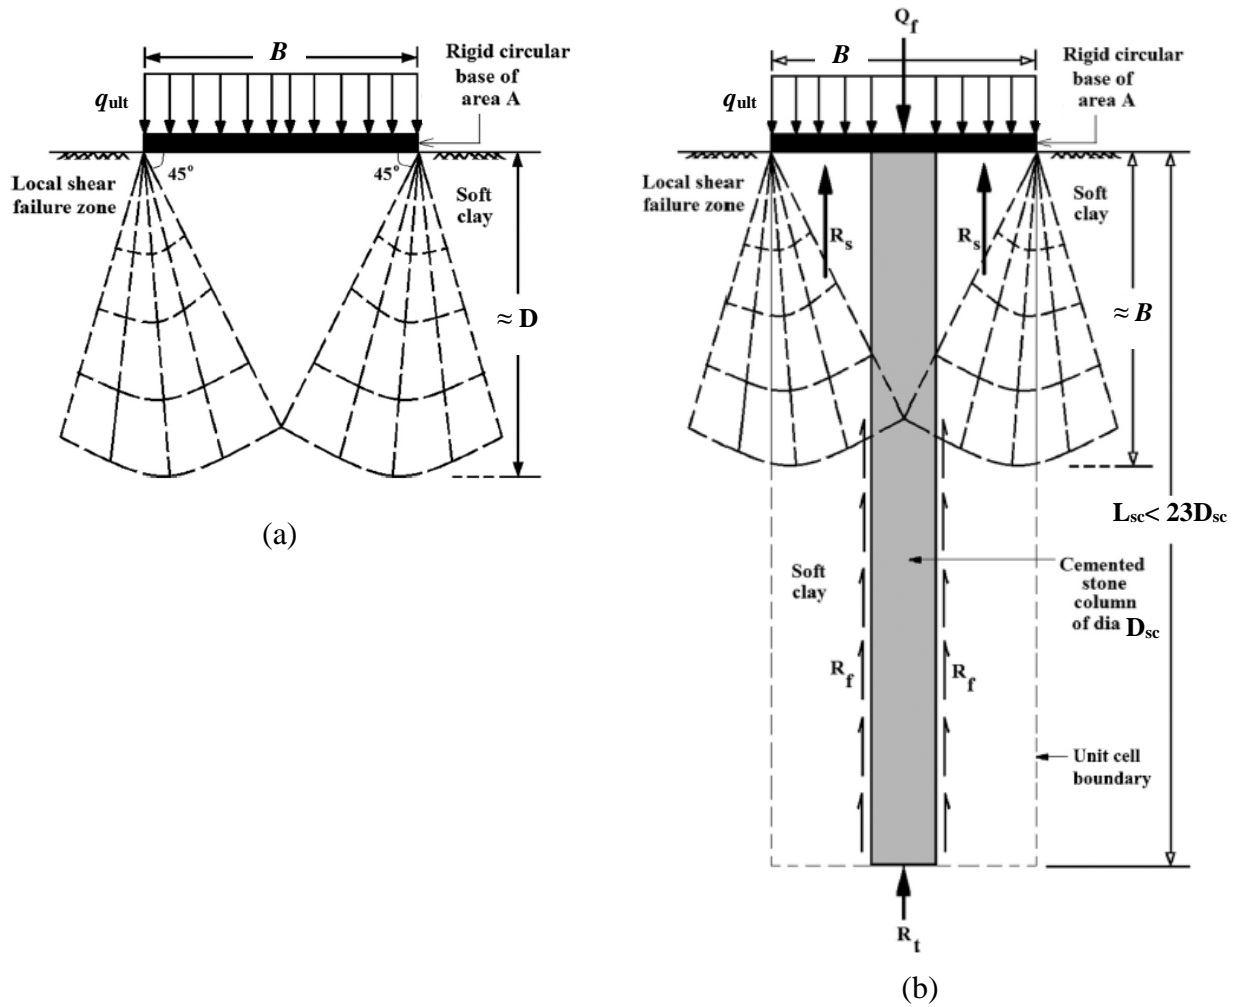 B
Rigid circular
base of
area A
q_ult
45°
45°
Local shear
failure zone
Soft
clay
≈ D
(a)
Q_f
B
Rigid circular
base of
area A
q_ult
Local shear
failure zone
Soft
clay
R_s
R_s
≈ B
L_sc< 23D_sc
Soft
clay
Cemented
stone
column
of dia D_sc
R_f
R_f
Unit cell
boundary
R_t
(b)